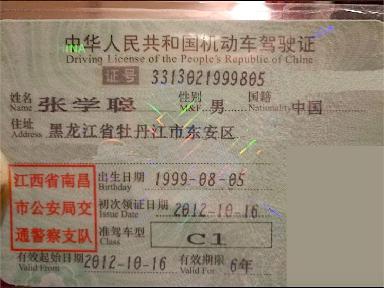 中华人民共和国机动车驾驶证
Driving License of the People's Republic of China
证号 3313021999805
姓名 Name 张学聪 性别 M&F 男 国籍 Nationality 中国
住址 Address 黑龙江省牡丹江市东安区
江西省南昌
市公安局交
通警察支队
出生日期 Birthday 1999-08-05
初次领证日期 Issue Date 2012-10-16
准驾车型 Class C1
有效起始日期 Valid From 2012-10-16 有效期限 Valid For 6年